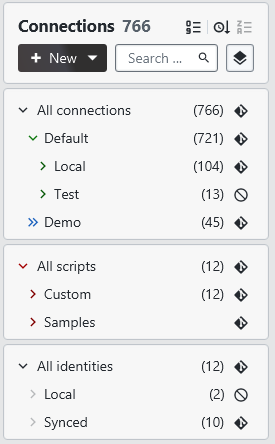 Connections 766
New Search ...
All connections (766)
Default (721)
Local (104)
Test (13)
Demo (45)
All scripts (12)
Custom (12)
Samples
All identities (12)
Local (2)
Synced (10)